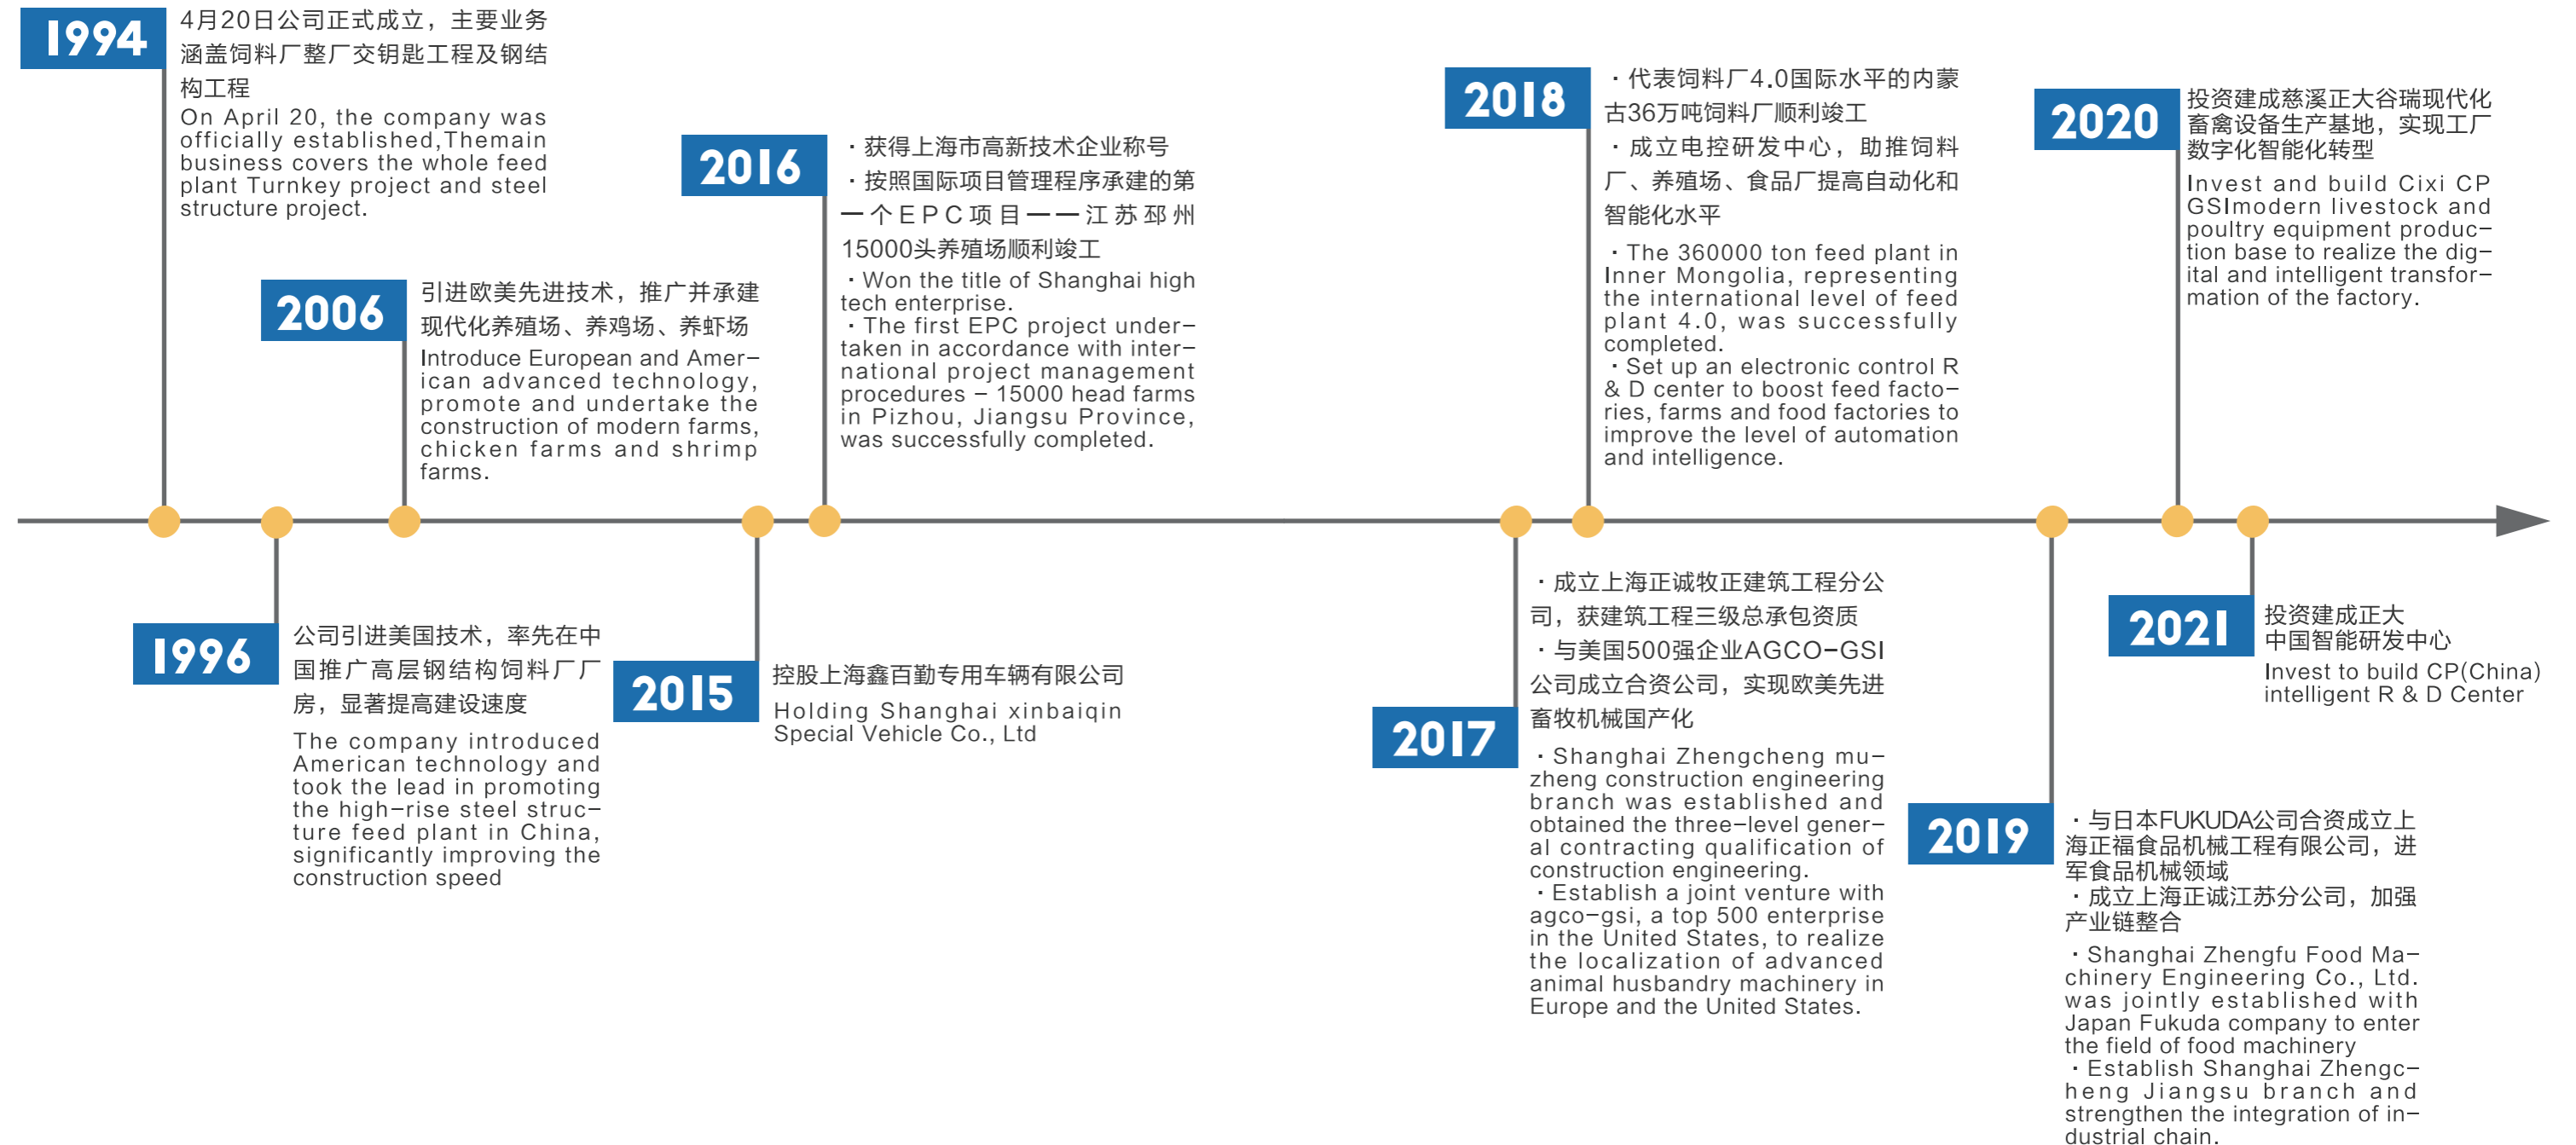 1994
4月20日公司正式成立，主要业务
涵盖饲料厂整厂交钥匙工程及钢结
构工程
On April 20, the company was
officially established,Themain
business covers the whole feed
plant Turnkey project and steel
structure project.
1996
公司引进美国技术，率先在中
国推广高层钢结构饲料厂厂
房，显著提高建设速度
The company introduced
American technology and
took the lead in promoting
the high-rise steel struc-
ture feed plant in China,
significantly improving the
construction speed
2006
引进欧美先进技术，推广并承建
现代化养殖场、养鸡场、养虾场
Introduce European and Amer-
ican advanced technology,
promote and undertake the
construction of modern farms,
chicken farms and shrimp
farms.
2015
控股上海鑫百勤专用车辆有限公司
Holding Shanghai xinbaiqin
Special Vehicle Co., Ltd
2016
·获得上海市高新技术企业称号
·按照国际项目管理程序承建的第
一个EPC项目——江苏邳州
15000头养殖场顺利竣工
·Won the title of Shanghai high
tech enterprise.
·The first EPC project under-
taken in accordance with inter-
national project management
procedures - 15000 head farms
in Pizhou, Jiangsu Province,
was successfully completed.
2017
·成立上海正诚牧正建筑工程分公
司，获建筑工程三级总承包资质
·与美国500强企业AGCO-GSI
公司成立合资公司，实现欧美先进
畜牧机械国产化
·Shanghai Zhengcheng mu-
zheng construction engineering
branch was established and
obtained the three-level gener-
al contracting qualification of
construction engineering.
·Establish a joint venture with
agco-gsi, a top 500 enterprise
in the United States, to realize
the localization of advanced
animal husbandry machinery in
Europe and the United States.
2018
·代表饲料厂4.0国际水平的内蒙
古36万吨饲料厂顺利竣工
·成立电控研发中心，助推饲料
厂、养殖场、食品厂提高自动化和
智能化水平
·The 360000 ton feed plant in
Inner Mongolia, representing
the international level of feed
plant 4.0, was successfully
completed.
·Set up an electronic control R
& D center to boost feed facto-
ries, farms and food factories to
improve the level of automation
and intelligence.
2019
·与日本FUKUDA公司合资成立上
海正福食品机械工程有限公司，进
军食品机械领域
·成立上海正诚江苏分公司，加强
产业链整合
·Shanghai Zhengfu Food Ma-
chinery Engineering Co., Ltd.
was jointly established with
Japan Fukuda company to enter
the field of food machinery
·Establish Shanghai Zhengc-
heng Jiangsu branch and
strengthen the integration of in-
dustrial chain.
2020
投资建成慈溪正大谷瑞现代化
畜禽设备生产基地，实现工厂
数字化智能化转型
Invest and build Cixi CP
GSImodern livestock and
poultry equipment produc-
tion base to realize the dig-
ital and intelligent transfor-
mation of the factory.
2021
投资建成正大
中国智能研发中心
Invest to build CP(China)
intelligent R & D Center